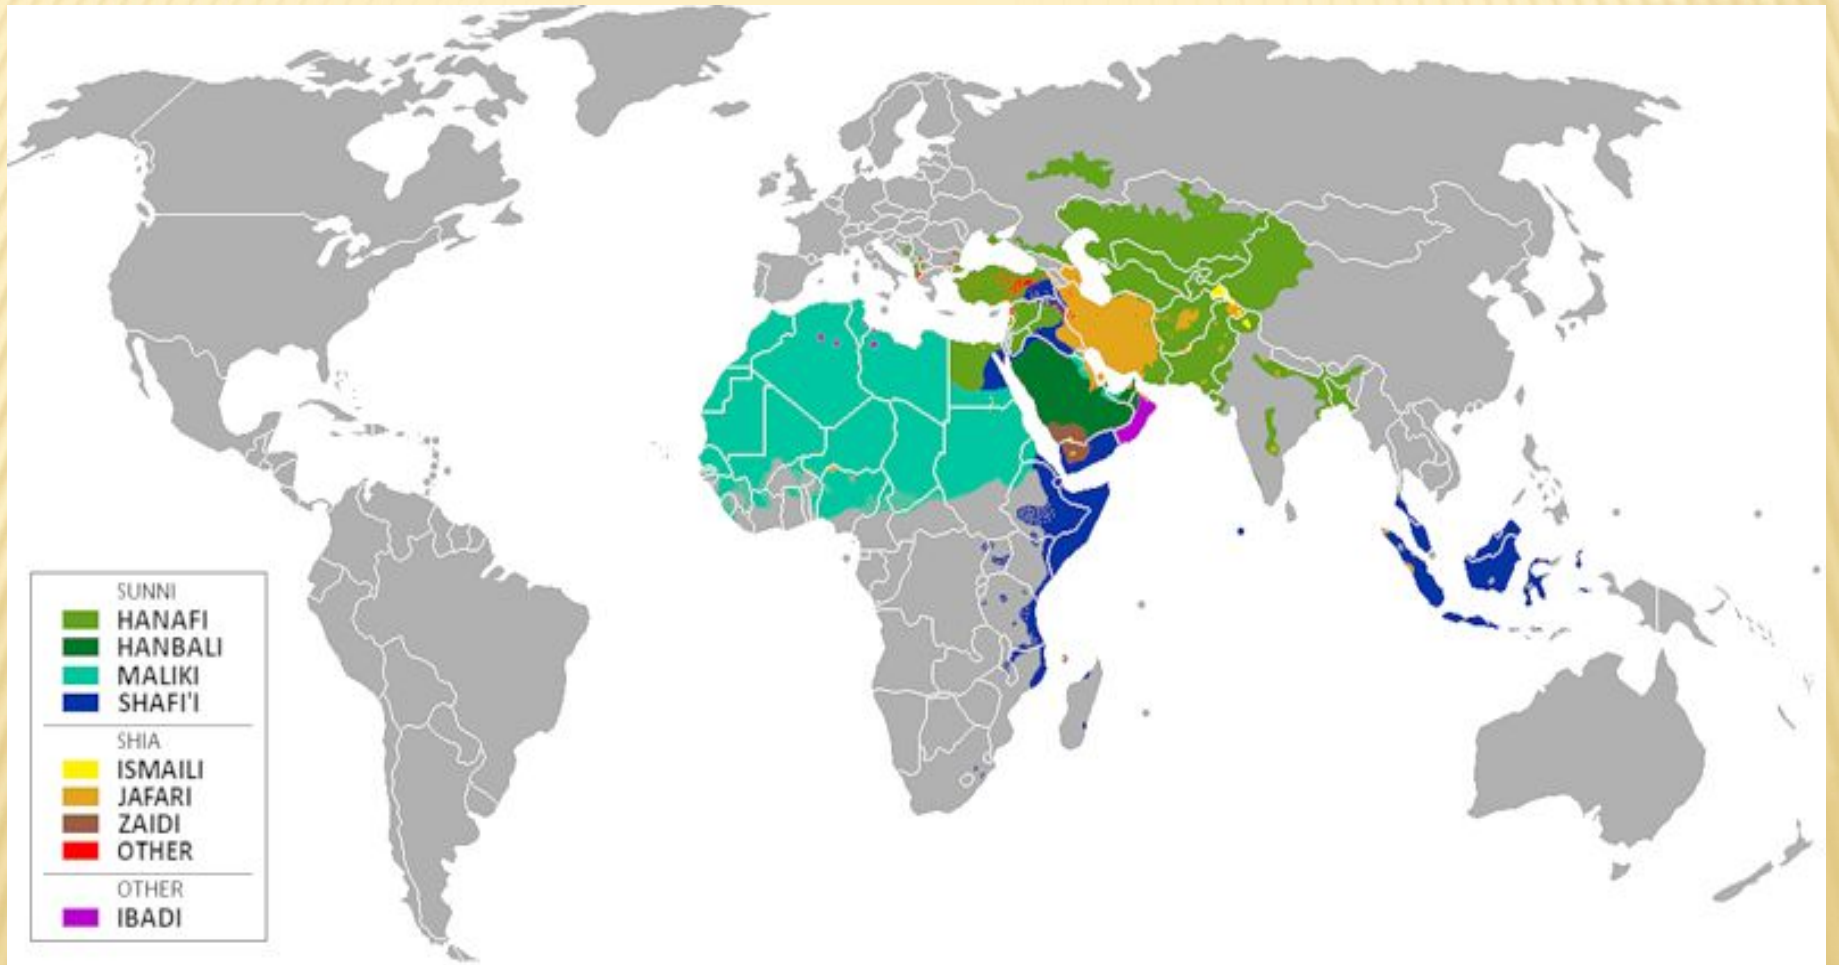 SUNNI
HANAFI
HANBALI
MALIKI
SHAFI'I
SHIA
ISMAILI
JAFARI
ZAIDI
OTHER
OTHER
IBADI